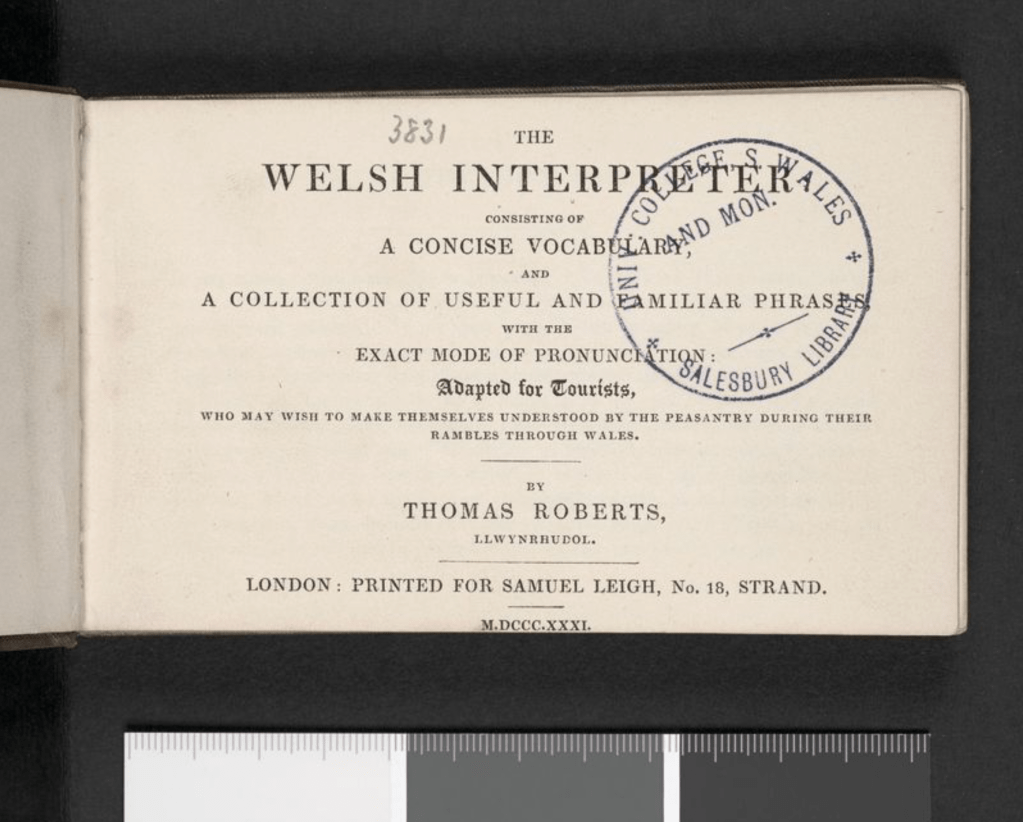 3831
THE
WELSH INTERPRETER:
CONSISTING OF
A CONCISE VOCABULARY,
AND
A COLLECTION OF USEFUL AND FAMILIAR PHRASES,
WITH THE
EXACT MODE OF PRONUNCIATION:
Adapted for Tourists,
WHO MAY WISH TO MAKE THEMSELVES UNDERSTOOD BY THE PEASANTRY DURING THEIR
RAMBLES THROUGH WALES.
BY
THOMAS ROBERTS,
LLWYNRHUDOL.
LONDON: PRINTED FOR SAMUEL LEIGH, No. 18, STRAND.
M.DCCC.XXXI.
UNIV. COLLEGE S. WALES
AND MON.
SALESBURY LIBRARY